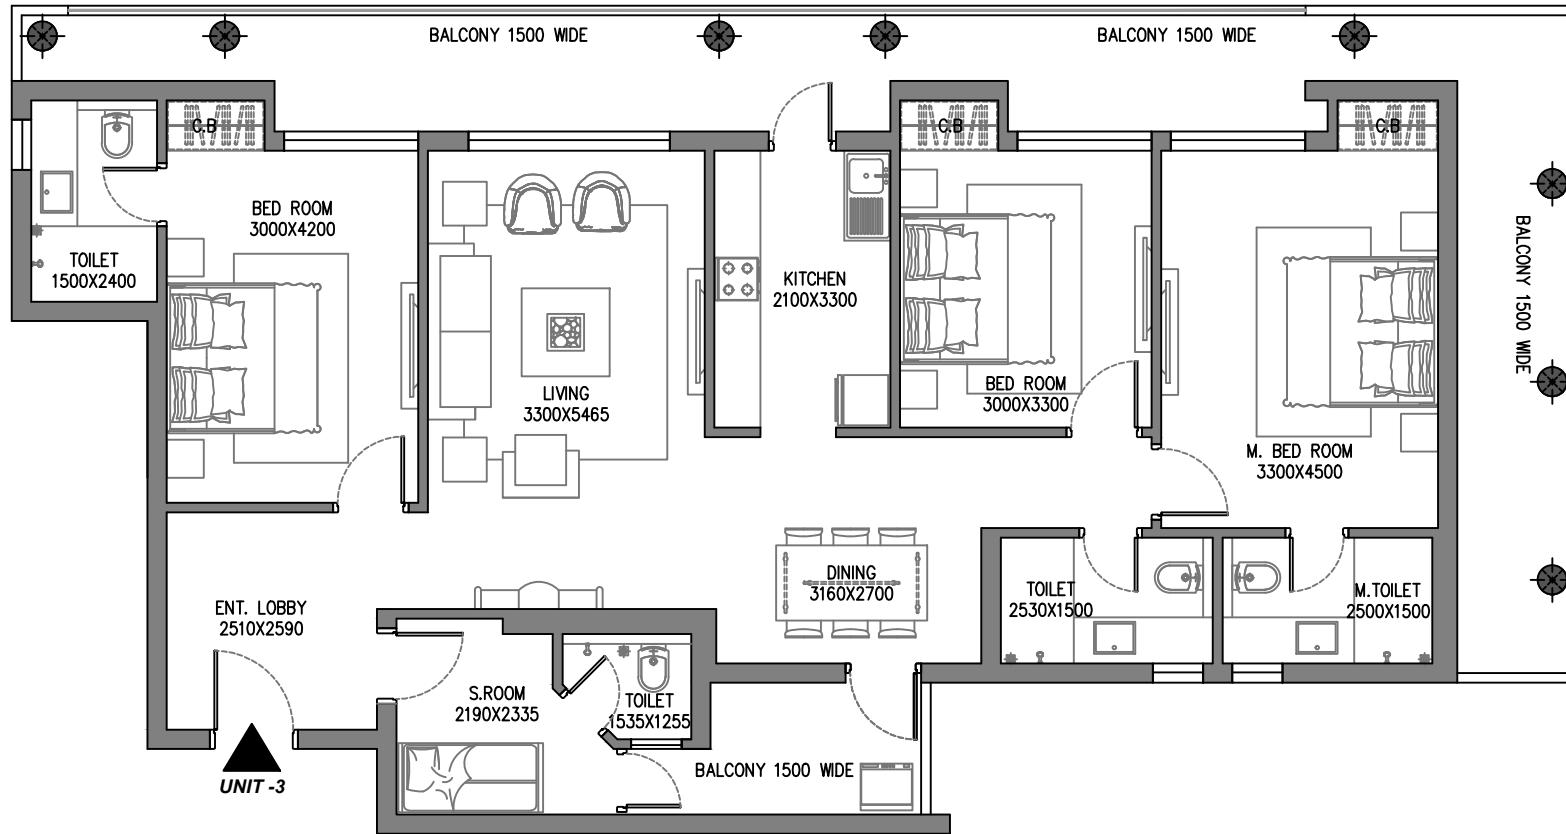 BALCONY 1500 WIDE
BALCONY 1500 WIDE
C.B
C.B
C.B
BED ROOM
3000X4200
TOILET
1500X2400
KITCHEN
2100X3300
BALCONY 1500 WIDE
LIVING
3300X5465
BED ROOM
3000X3300
M. BED ROOM
3300X4500
ENT. LOBBY
2510X2590
DINING
3160X2700
TOILET
2530X1500
M.TOILET
2500X1500
S.ROOM
2190X2335
TOILET
1535X1255
BALCONY 1500 WIDE
UNIT -3